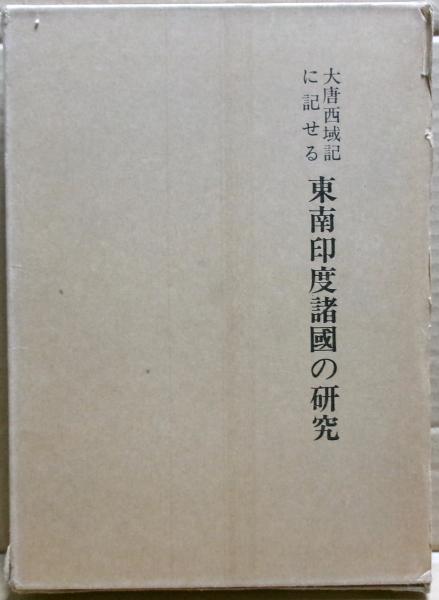 大唐西域記
に記せる
東南印度諸國の研究